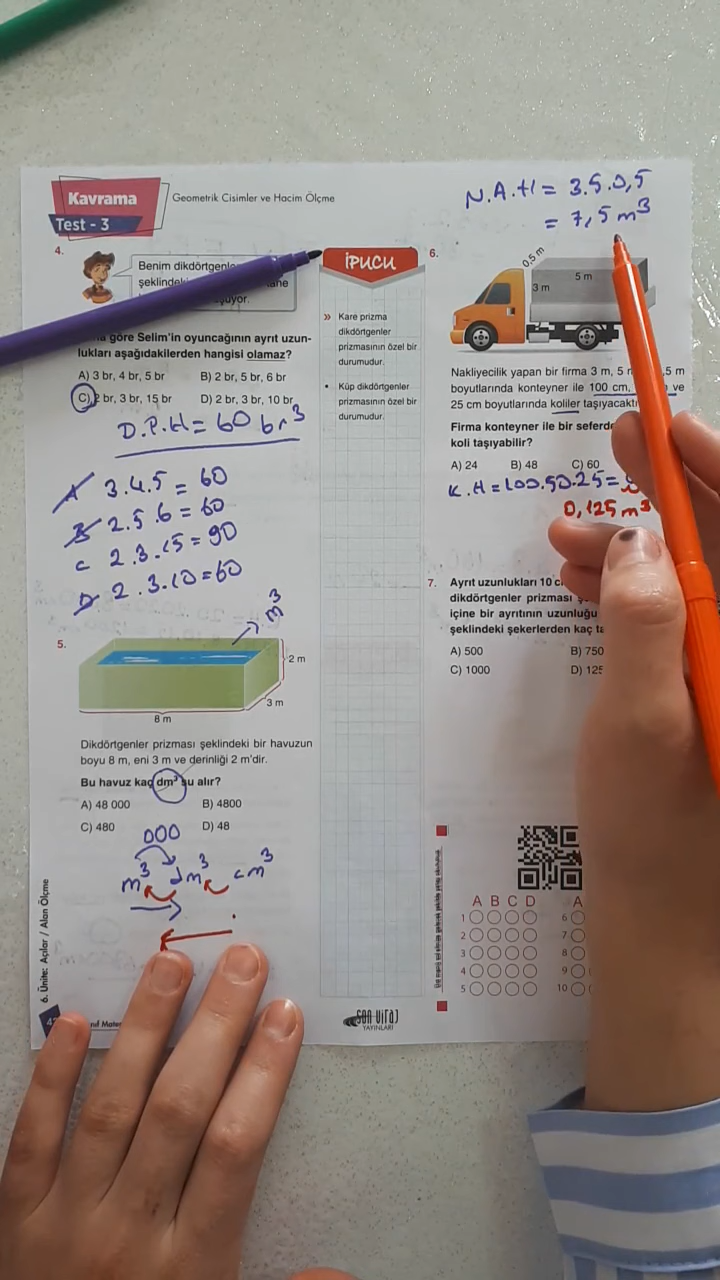 Kavrama
Test - 3
Geometrik Cisimler ve Hacim Ölçme
4.
Benim dikdörtgenler
şeklindeki
N.A.H = 3.5.0,5
= 7,5 m³
İPUCU
» Kare prizma
dikdörtgenler
prizmasının özel bir
durumudur.
• Küp dikdörtgenler
prizmasının özel bir
durumudur.
göre Selim'in oyuncağının ayrıt uzun-
lukları aşağıdakilerden hangisi olamaz?
A) 3 br, 4 br, 5 br
B) 2 br, 5 br, 6 br
C) 2 br, 3 br, 15 br
D) 2 br, 3 br, 10 br
D.P.H = 60 br³
A 3.4.5 = 60
B 2.5.6 = 60
C 2.3.15 = 90
D 2.3.10 = 60
5.
m³
2 m
3 m
8 m
Dikdörtgenler prizması şeklindeki bir havuzun
boyu 8 m, eni 3 m ve derinliği 2 m'dir.
Bu havuz kaç dm³ su alır?
A) 48 000
B) 4800
C) 480
D) 48
000
m³ dm³ cm³
6.
0,5 m
5 m
3 m
Nakliyecilik yapan bir firma 3 m, 5 m
boyutlarında konteyner ile 100 cm, ve
25 cm boyutlarında koliler taşıyacaktır
Firma konteyner ile bir seferde
koli taşıyabilir?
A) 24
B) 48
C) 60
K.H = 100.50.25 =
0,125 m³
7.
Ayrıt uzunlukları 10
dikdörtgenler prizması
içine bir ayrıtının uzunluğu
şeklindeki şekerlerden kaç
A) 500
B) 750
C) 1000
D) 125
A B C D
1
2
3
4
5
A
6
7
8
9
10
6. Ünite: Açılar / Alan Ölçme
SON VİRAJ
YAYINLARI